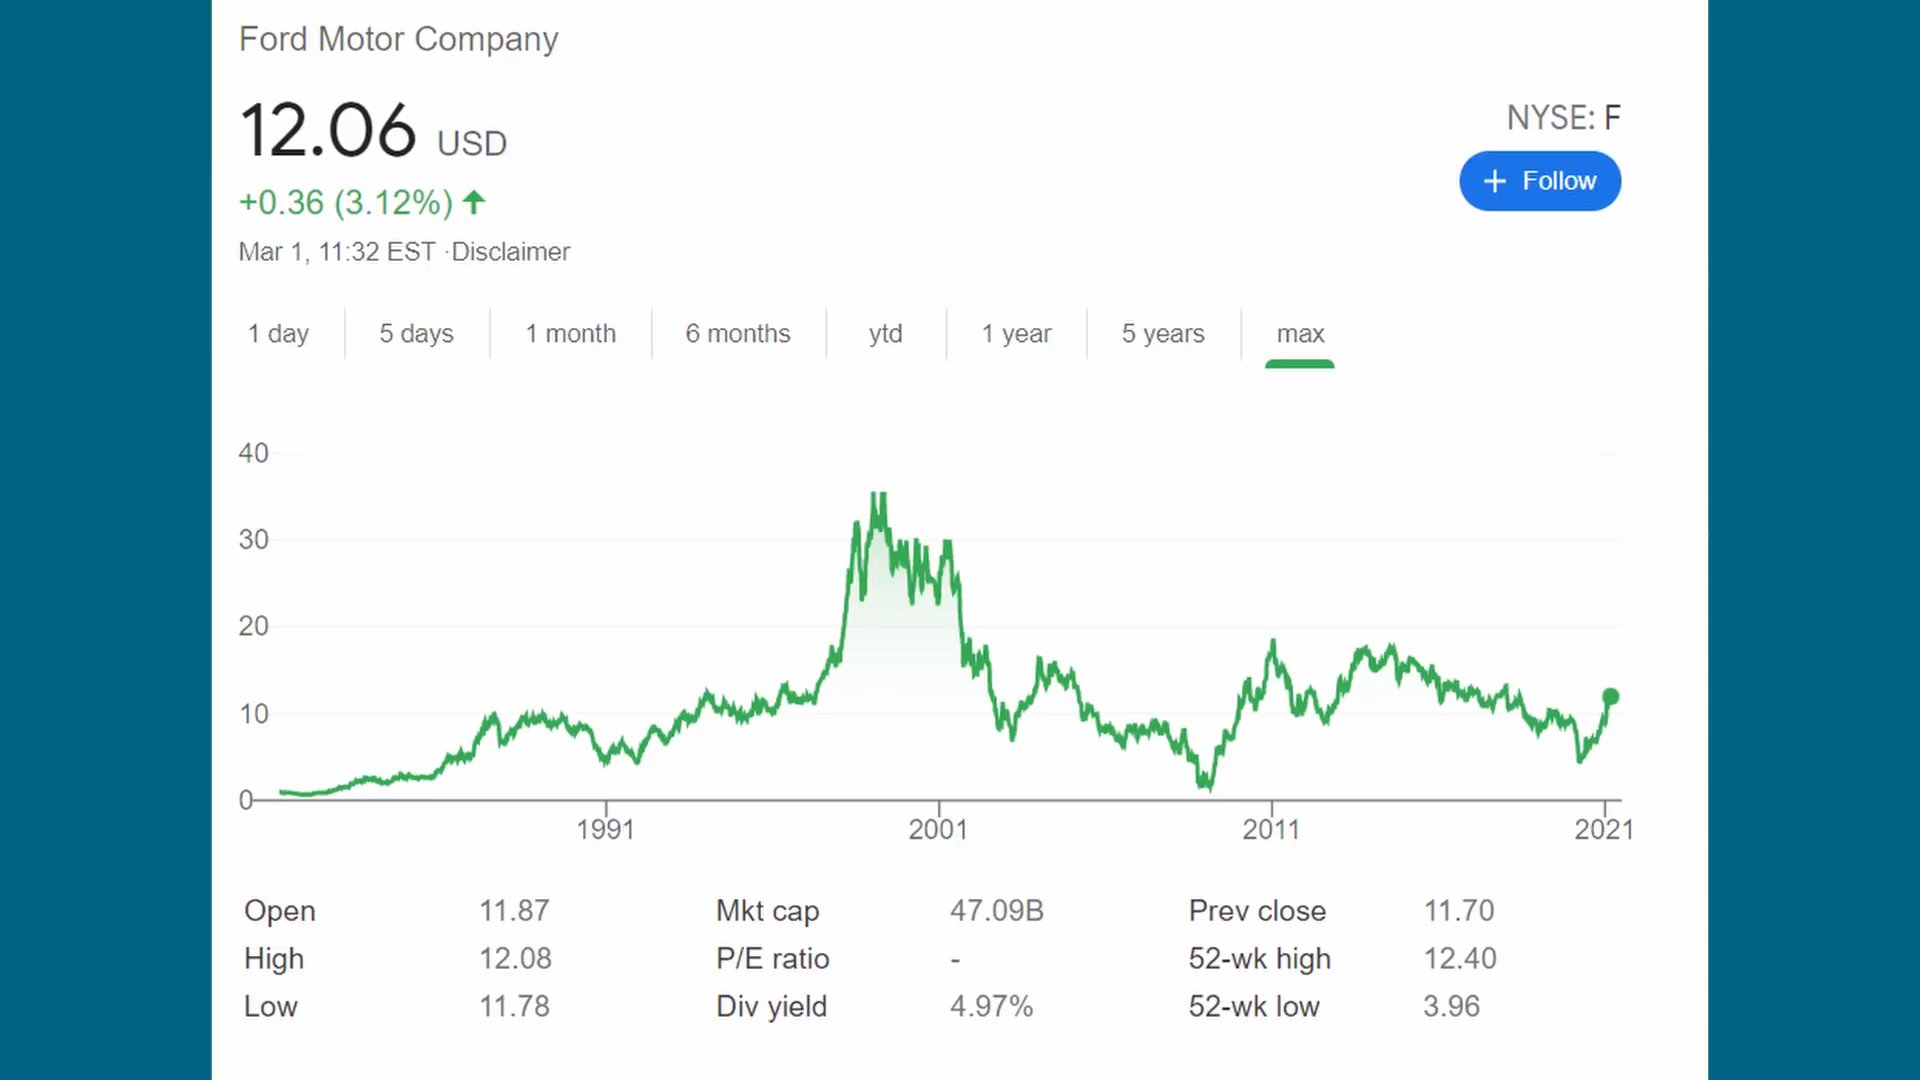 Ford Motor Company
12.06 USD
NYSE: F
+ Follow
+0.36 (3.12%)
Mar 1, 11:32 EST ·Disclaimer
1 day 5 days 1 month 6 months ytd 1 year 5 years max
40
30
20
10
0
1991 2001 2011 2021
Open 11.87 Mkt cap 47.09B Prev close 11.70
High 12.08 P/E ratio - 52-wk high 12.40
Low 11.78 Div yield 4.97% 52-wk low 3.96